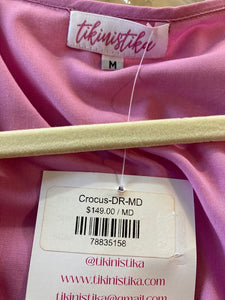 tikinistika
M
Crocus-DR-MD
$149.00 / MD
78835158
@tikinistika
www.tikinistika.com
tikinistika@gmail.com